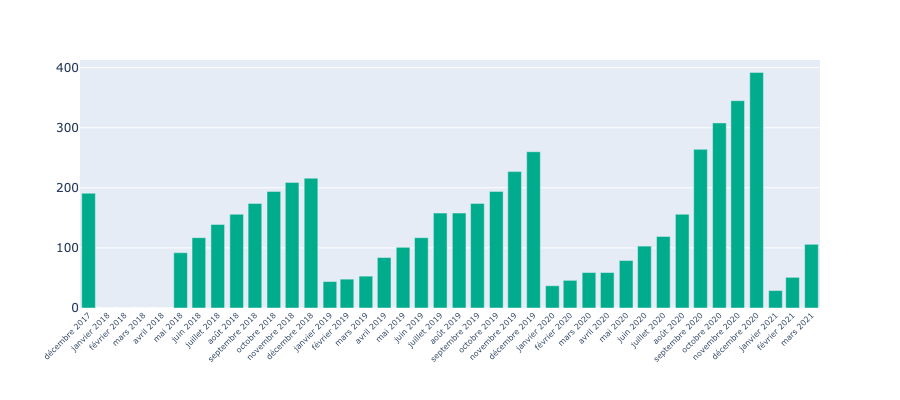 400
300
200
100
0
décembre 2017
janvier 2018
février 2018
mars 2018
avril 2018
mai 2018
juin 2018
juillet 2018
août 2018
septembre 2018
octobre 2018
novembre 2018
décembre 2018
janvier 2019
février 2019
mars 2019
avril 2019
mai 2019
juin 2019
juillet 2019
août 2019
septembre 2019
octobre 2019
novembre 2019
décembre 2019
janvier 2020
février 2020
mars 2020
avril 2020
mai 2020
juin 2020
juillet 2020
août 2020
septembre 2020
octobre 2020
novembre 2020
décembre 2020
janvier 2021
février 2021
mars 2021